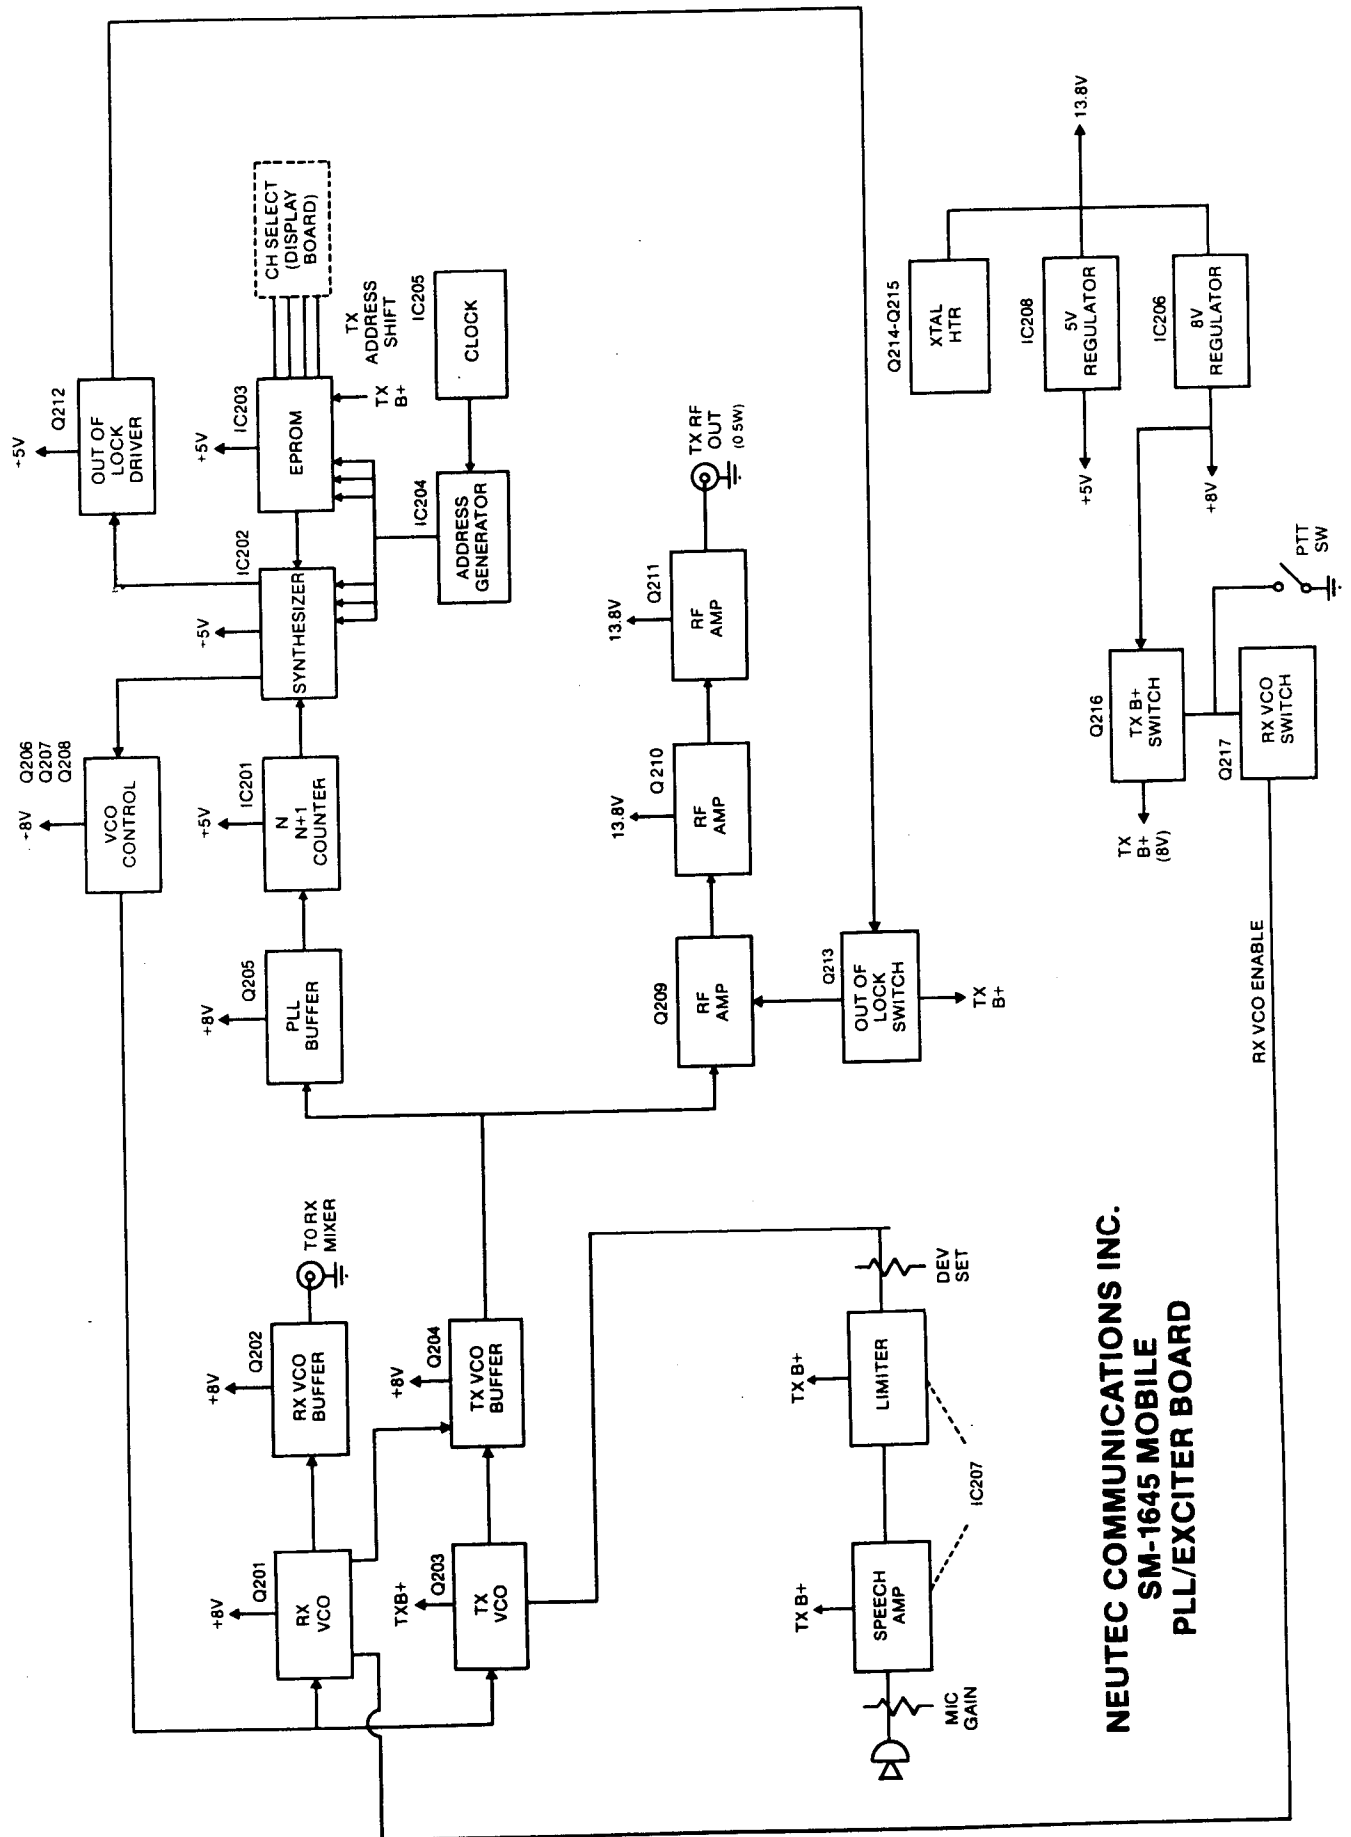 +8V
Q206
Q207
Q208
VCO
CONTROL
+5V
Q212
OUT OF
LOCK
DRIVER
+8V
Q201
RX
VCO
+8V
Q202
RX VCO
BUFFER
TO RX
MIXER
+8V
Q205
PLL
BUFFER
+5V
IC201
N
N+1
COUNTER
+5V
IC202
SYNTHESIZER
+5V
IC203
EPROM
CH SELECT
(DISPLAY
BOARD)
TX
B+
TX
ADDRESS
SHIFT
TXB+
Q203
TX
VCO
+8V
Q204
TX VCO
BUFFER
IC204
ADDRESS
GENERATOR
IC205
CLOCK
Q209
RF
AMP
13.8V
Q210
RF
AMP
13.8V
Q211
RF
AMP
TX RF
OUT
(0.5W)
MIC
GAIN
TX B+
SPEECH
AMP
TX B+
LIMITER
IC207
DEV
SET
Q213
OUT OF
LOCK
SWITCH
TX
B+
Q214-Q215
XTAL
HTR
IC208
5V
REGULATOR
+5V
IC206
8V
REGULATOR
+8V
13.8V
Q216
TX B+
SWITCH
TX
B+
(8V)
Q217
RX VCO
SWITCH
PTT
SW
RX VCO ENABLE
NEUTEC COMMUNICATIONS INC.
SM-1645 MOBILE
PLL/EXCITER BOARD